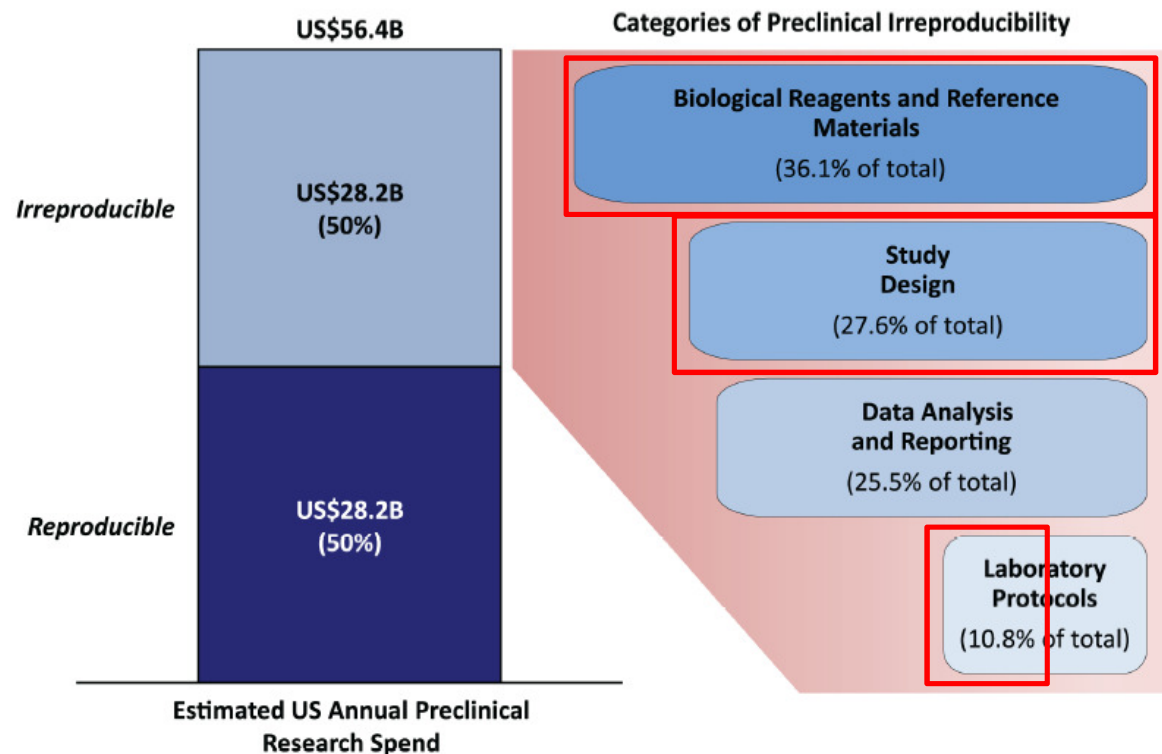 US$56.4B
Irreproducible
US$28.2B
(50%)
Reproducible
US$28.2B
(50%)
Estimated US Annual Preclinical
Research Spend
Categories of Preclinical Irreproducibility
Biological Reagents and Reference
Materials
(36.1% of total)
Study
Design
(27.6% of total)
Data Analysis
and Reporting
(25.5% of total)
Laboratory
Protocols
(10.8% of total)